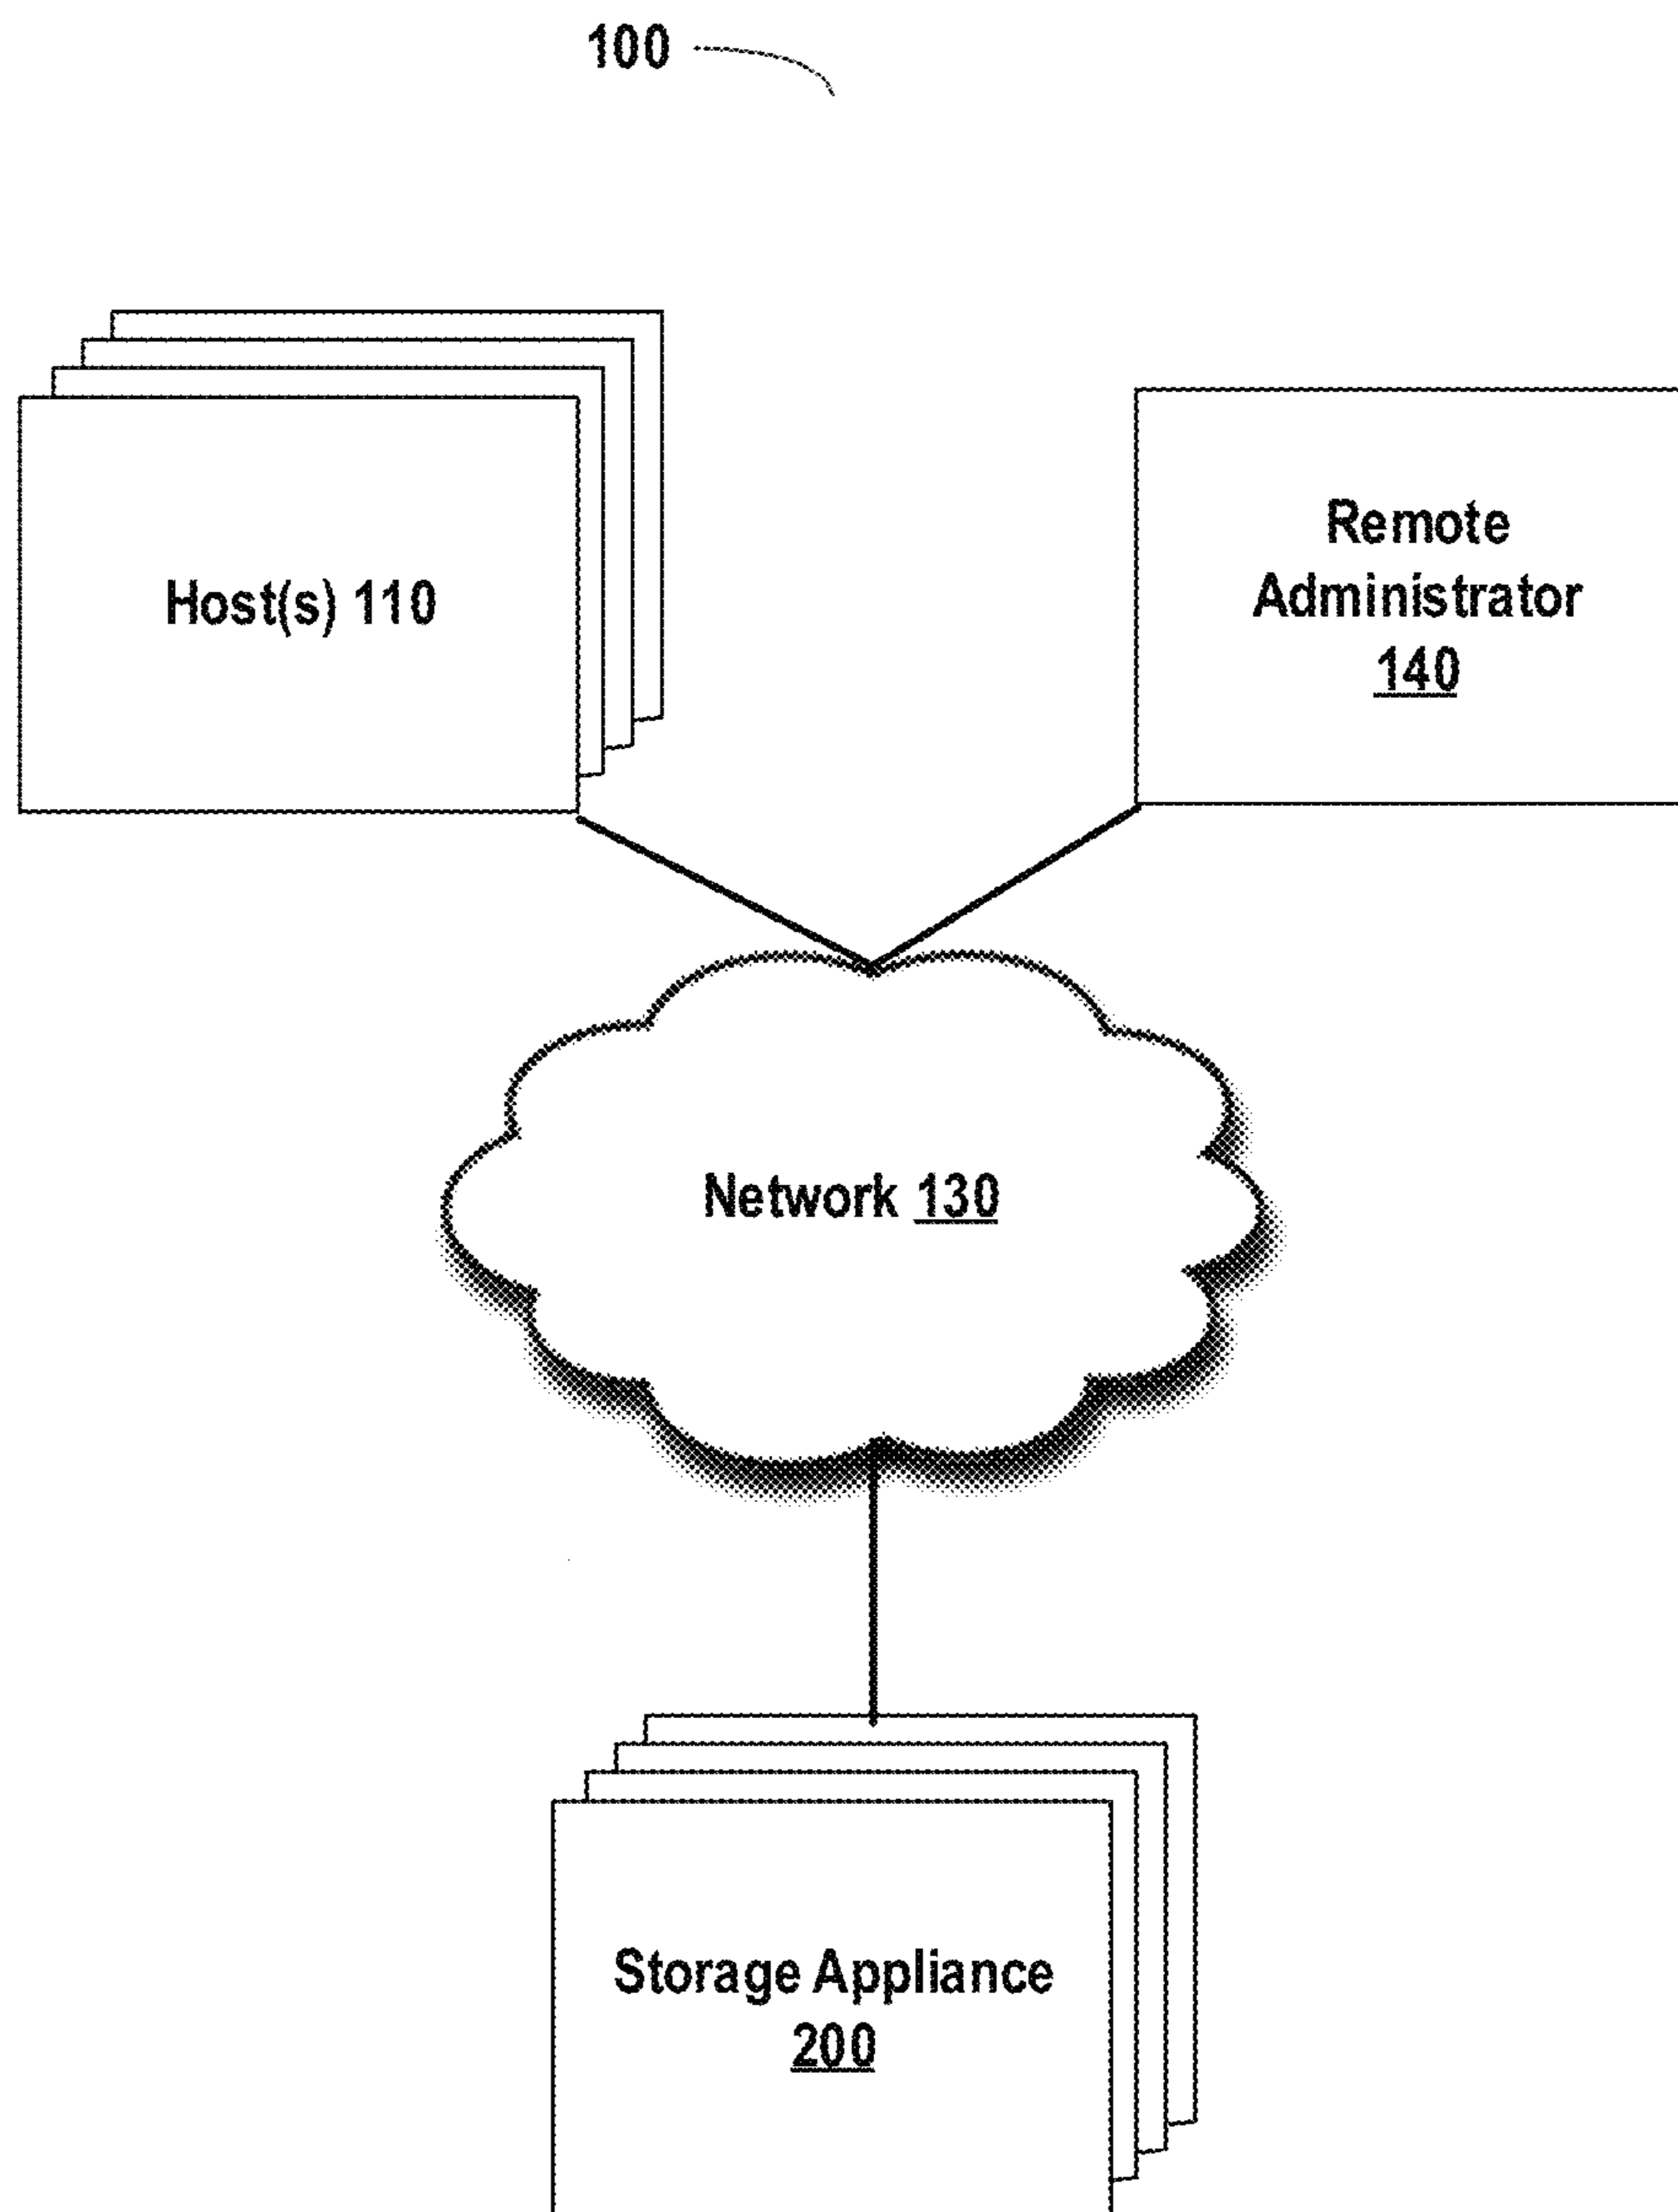 100
Host(s) 110
Remote
Administrator
140
Network 130
Storage Appliance
200